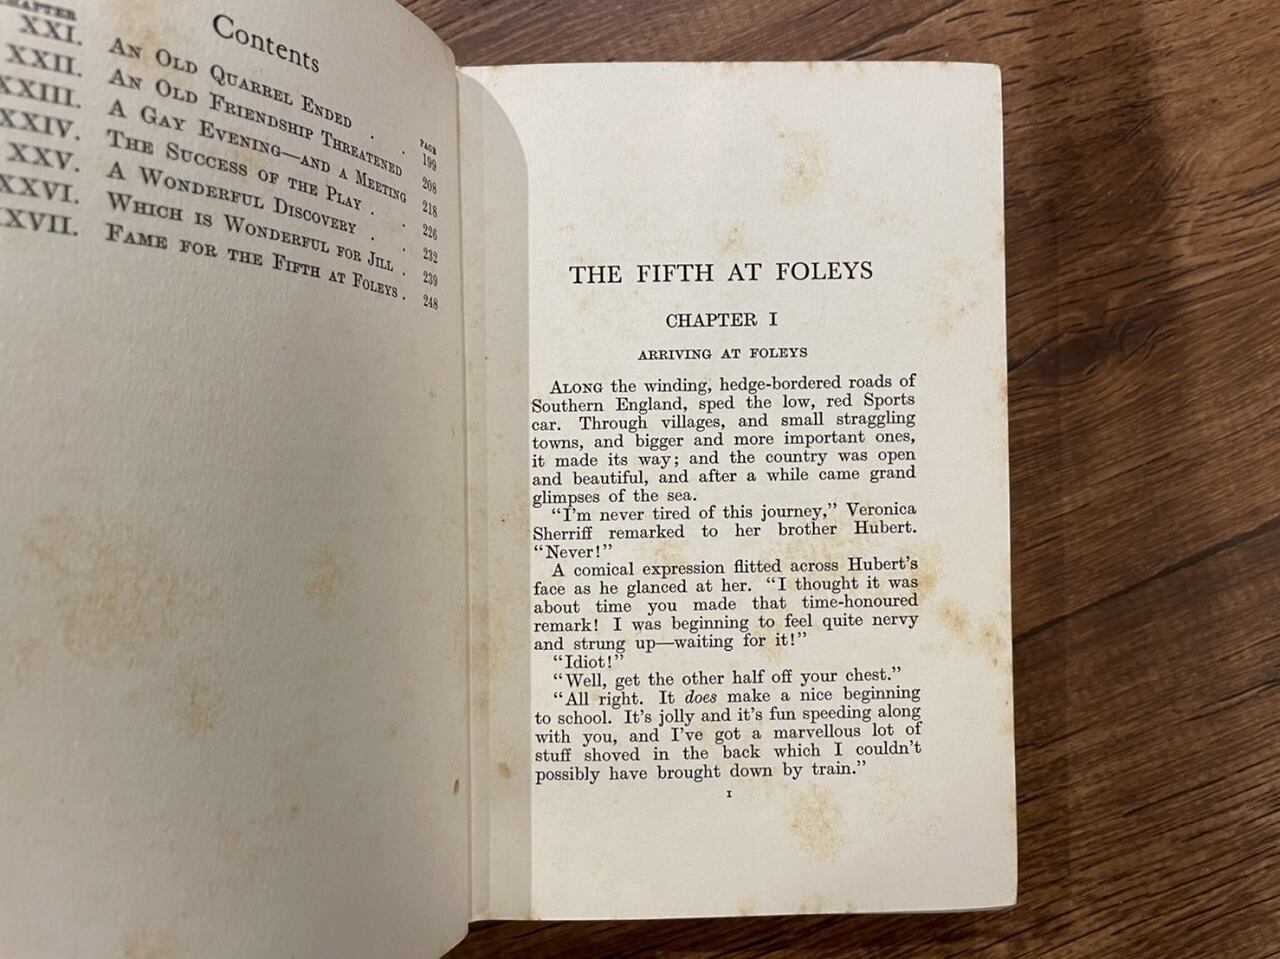 Contents
CHAPTER
PAGE
XXI. AN OLD QUARREL ENDED . . 199
XXII. AN OLD FRIENDSHIP THREATENED 208
XXIII. A GAY EVENING—AND A MEETING 218
XXIV. THE SUCCESS OF THE PLAY . . 226
XXV. A WONDERFUL DISCOVERY . . 232
XXVI. WHICH IS WONDERFUL FOR JILL . 239
XXVII. FAME FOR THE FIFTH AT FOLEYS . 248
THE FIFTH AT FOLEYS
CHAPTER I
ARRIVING AT FOLEYS
ALONG the winding, hedge-bordered roads of
Southern England, sped the low, red Sports
car. Through villages, and small straggling
towns, and bigger and more important ones,
it made its way; and the country was open
and beautiful, and after a while came grand
glimpses of the sea.
"I'm never tired of this journey," Veronica
Sherriff remarked to her brother Hubert.
"Never!"
A comical expression flitted across Hubert's
face as he glanced at her. "I thought it was
about time you made that time-honoured
remark! I was beginning to feel quite nervy
and strung up—waiting for it!"
"Idiot!"
"Well, get the other half off your chest."
"All right. It does make a nice beginning
to school. It's jolly and it's fun speeding along
with you, and I've got a marvellous lot of
stuff shoved in the back which I couldn't
possibly have brought down by train."
1